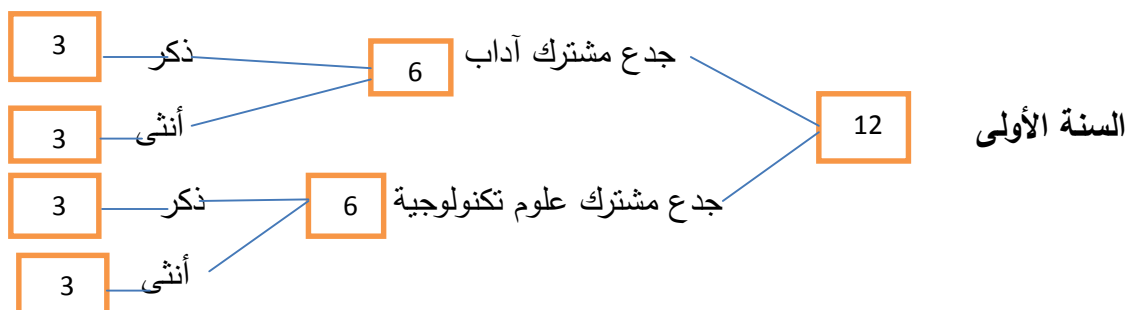 السنة الأولى
12
جدع مشترك آداب
6
ذكر
3
أنثى
3
جدع مشترك علوم تكنولوجية
6
ذكر
3
أنثى
3